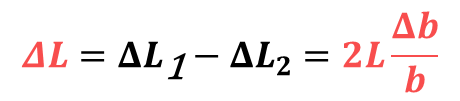 ΔL = ΔL₁ − ΔL₂ = 2L Δb/b